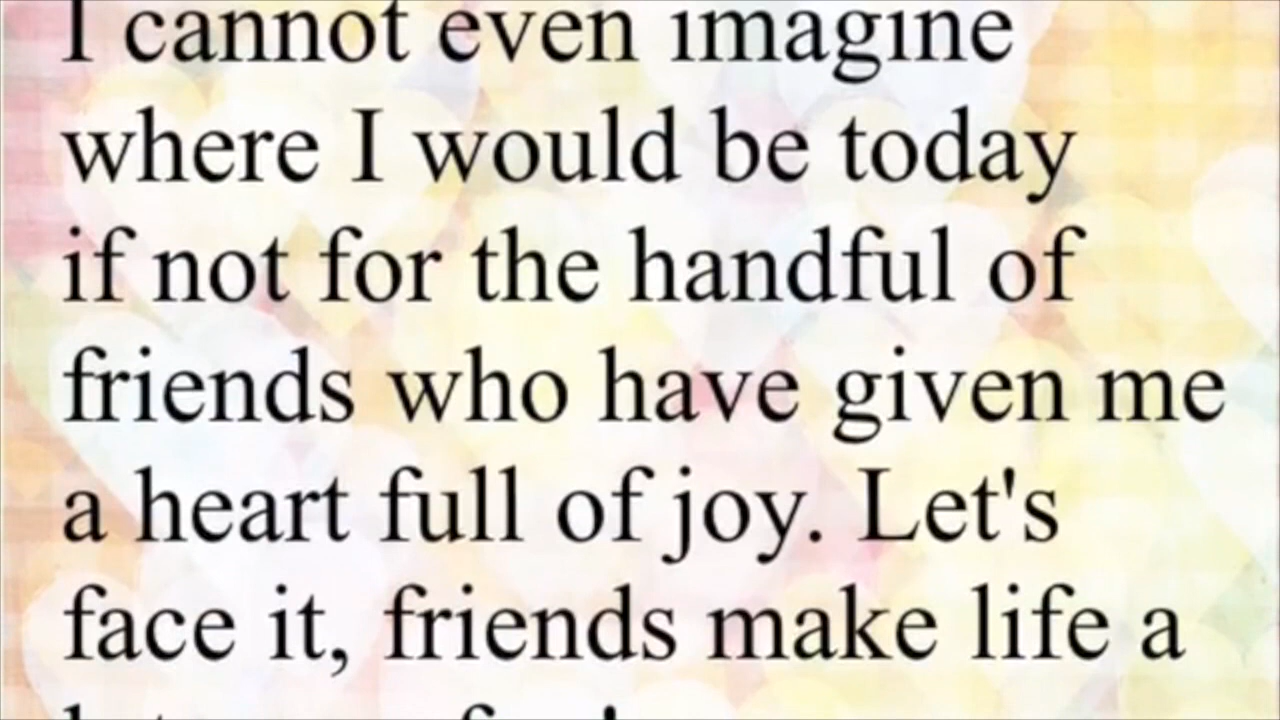 I cannot even imagine
where I would be today
if not for the handful of
friends who have given me
a heart full of joy. Let's
face it, friends make life a